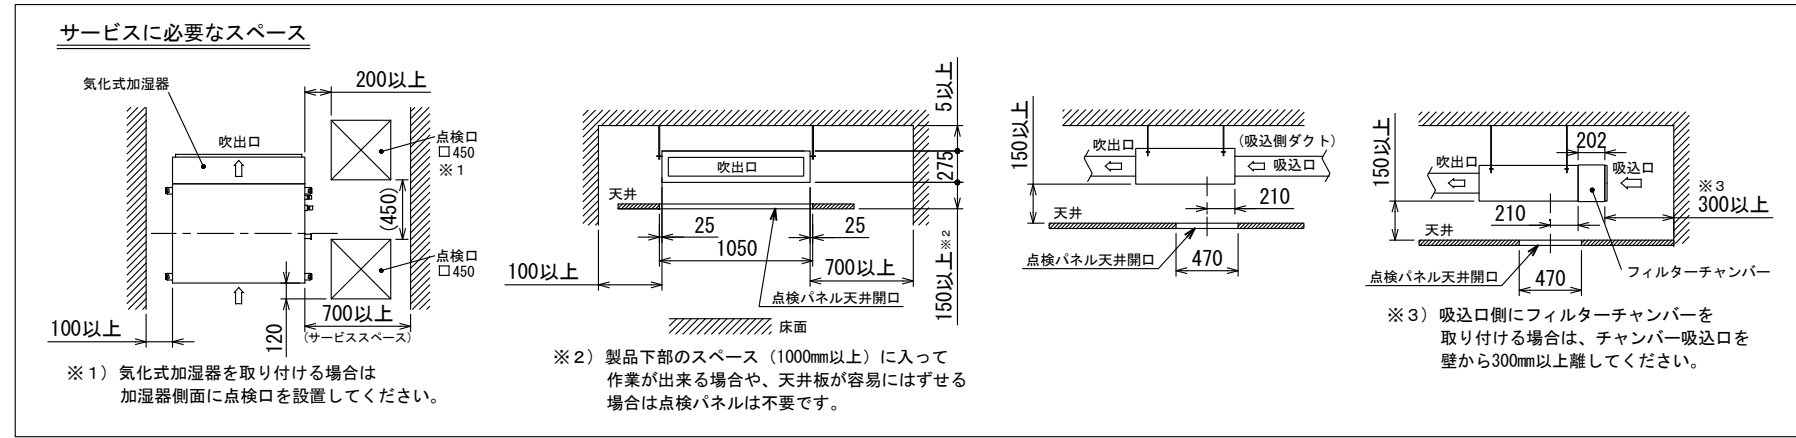 サービスに必要なスペース
気化式加湿器
200以上
吹出口
点検口
□450
※1
(450)
点検口
□450
100以上
120
700以上
(サービススペース)
※1) 気化式加湿器を取り付ける場合は
加湿器側面に点検口を設置してください。
5以上
吹出口
275
天井
25
25
1050
100以上
700以上
150以上※2
点検パネル天井開口
床面
※2) 製品下部のスペース (1000mm以上) に入って
作業が出来る場合や、天井板が容易にはずせる
場合は点検パネルは不要です。
150以上
吹出口
(吸込側ダクト)
吸込口
210
天井
点検パネル天井開口
470
150以上
202
吹出口
吸込口
※3
300以上
210
天井
点検パネル天井開口
470
フィルターチャンバー
※3) 吸込口側にフィルターチャンバーを
取り付ける場合は、チャンバー吸込口を
壁から300mm以上離してください。